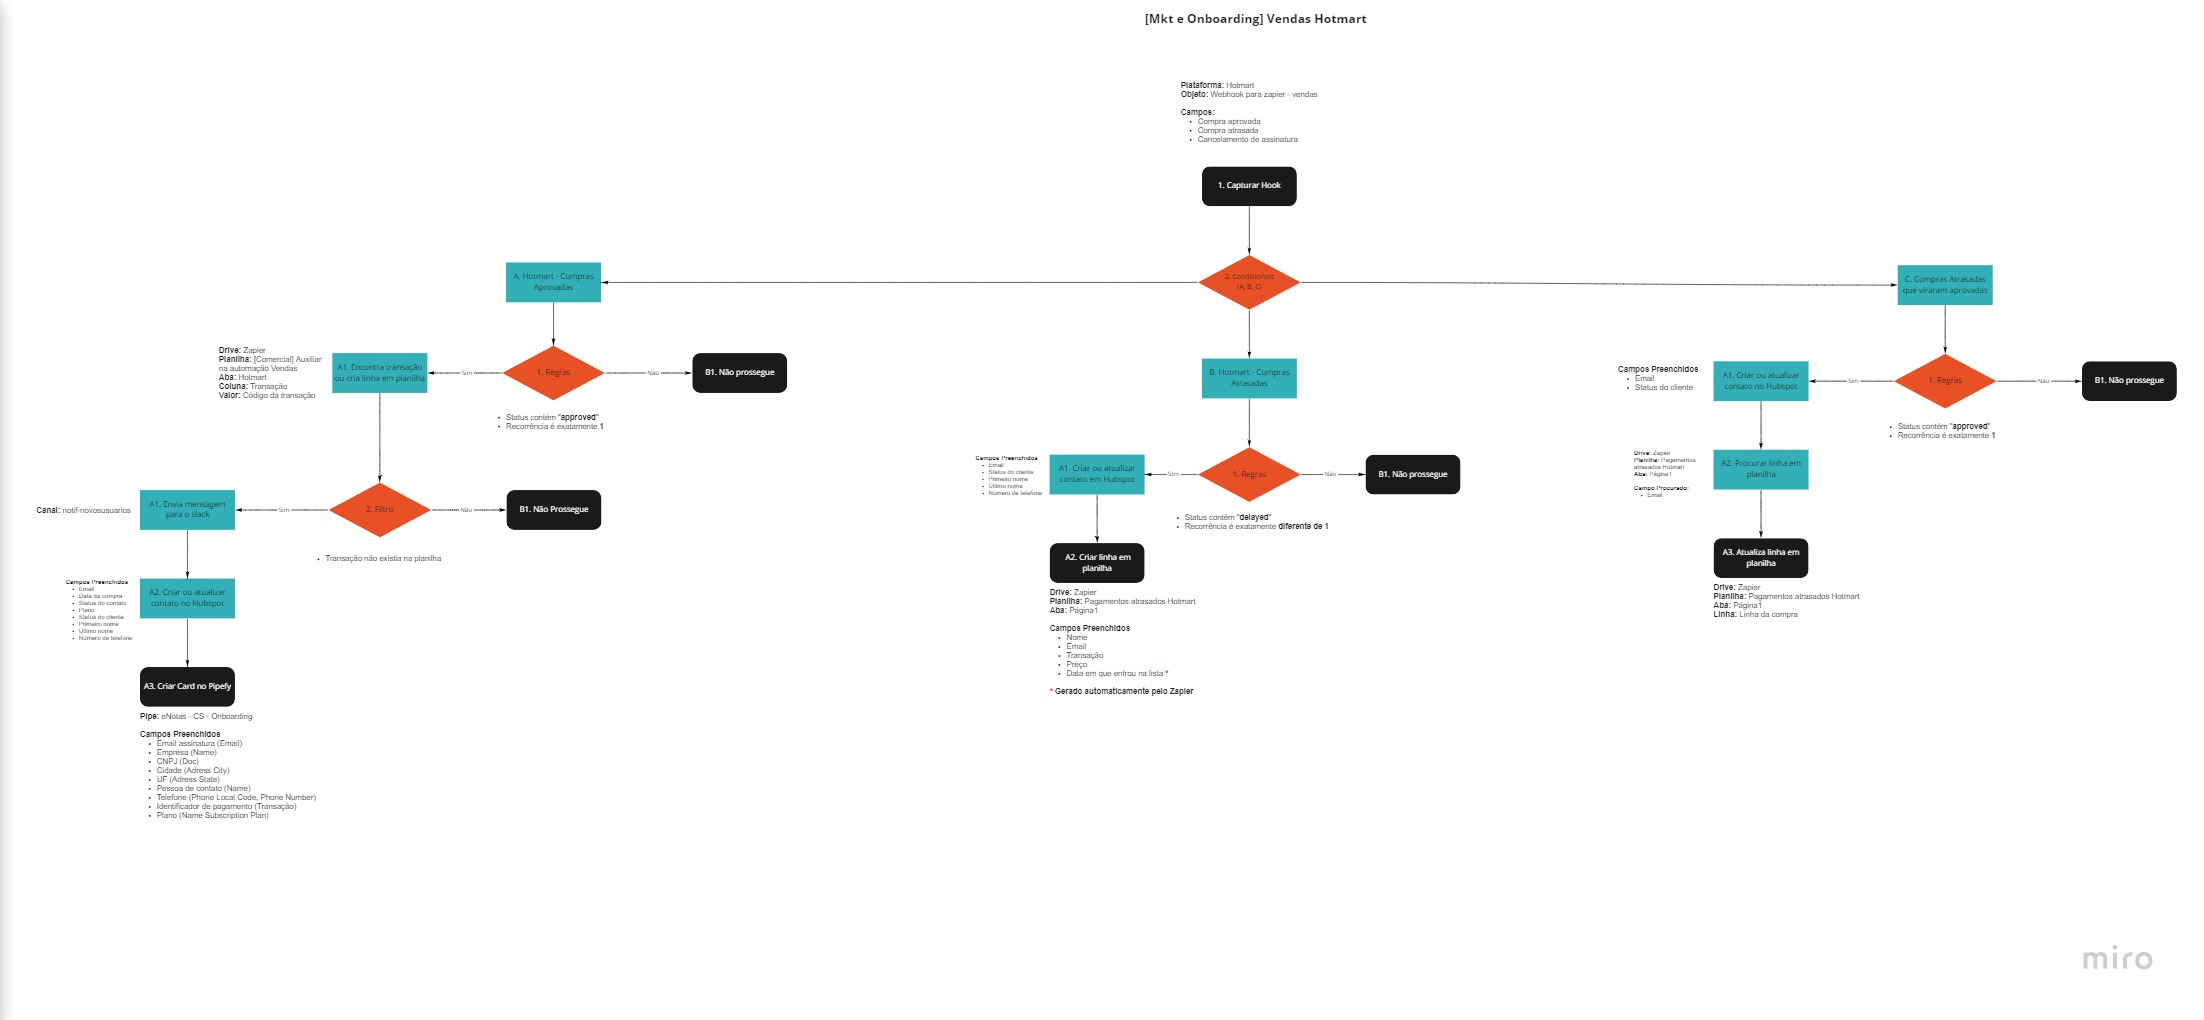 [Mkt e Onboarding] Vendas Hotmart
Plataforma: Hotmart
Objeto: Webhook para zapier - vendas
Campos:
• Compra aprovada
• Compra atrasada
• Cancelamento de assinatura
1. Capturar Hook
2. Condicionais
(A, B, C)
A. Hotmart - Compras
Aprovadas
1. Regras
Sim
Não
B1. Não prossegue
• Status contém "approved"
• Recorrência é exatamente 1
A1. Encontra transação
ou cria linha em planilha
Drive: Zapier
Planilha: [Comercial] Auxiliar
na automação Vendas
Aba: Hotmart
Coluna: Transação
Valor: Código da transação
2. Filtro
Sim
Não
B1. Não Prossegue
• Transação não existia na planilha
A1. Envia mensagem
para o slack
Canal: notif-novosusuarios
A2. Criar ou atualizar
contato no Hubspot
Campos Preenchidos
• Email
• Data da compra
• Status do contato
• Plano
• Status do cliente
• Primeiro nome
• Último nome
• Número de telefone
A3. Criar Card no Pipefy
Pipe: eNotas - CS - Onboarding
Campos Preenchidos
• Email assinatura (Email)
• Empresa (Name)
• CNPJ (Doc)
• Cidade (Adress City)
• UF (Adress State)
• Pessoa de contato (Name)
• Telefone (Phone Local Code, Phone Number)
• Identificador de pagamento (Transação)
• Plano (Name Subscription Plan)
B. Hotmart - Compras
Atrasadas
1. Regras
Sim
Não
B1. Não prossegue
• Status contém "delayed"
• Recorrência é exatamente diferente de 1
A1. Criar ou atualizar
contato em Hubspot
Campos Preenchidos
• Email
• Status do cliente
• Primeiro nome
• Último nome
• Número de telefone
A2. Criar linha em
planilha
Drive: Zapier
Planilha: Pagamentos atrasados Hotmart
Aba: Página1
Campos Preenchidos
• Nome
• Email
• Transação
• Preço
• Data em que entrou na lista *
* Gerado automaticamente pelo Zapier
C. Compras Atrasadas
que viraram aprovadas
1. Regras
Sim
Não
B1. Não prossegue
• Status contém "approved"
• Recorrência é exatamente 1
A1. Criar ou atualizar
contato no Hubspot
Campos Preenchidos
• Email
• Status do cliente
A2. Procurar linha em
planilha
Drive: Zapier
Planilha: Pagamentos
atrasados Hotmart
Aba: Página1
Campo Procurado:
• Email
A3. Atualiza linha em
planilha
Drive: Zapier
Planilha: Pagamentos atrasados Hotmart
Aba: Página1
Linha: Linha da compra
miro